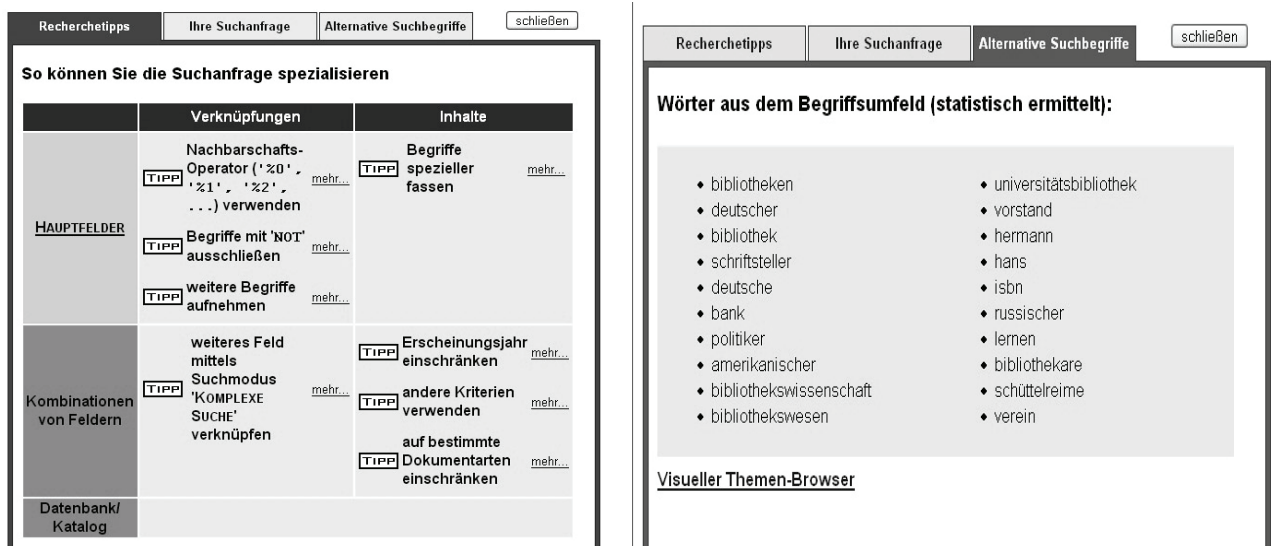 Recherchetipps Ihre Suchanfrage Alternative Suchbegriffe schließen
So können Sie die Suchanfrage spezialisieren
Verknüpfungen Inhalte
HAUPTFELDER
TIPP Nachbarschafts-
Operator ('%0',
'%1', '%2',
...) verwenden
mehr...
TIPP Begriffe mit 'NOT'
ausschließen
mehr...
TIPP weitere Begriffe
aufnehmen
mehr...
TIPP Begriffe
spezieller
fassen
mehr...
Kombinationen
von Feldern
TIPP weiteres Feld
mittels
Suchmodus
'KOMPLEXE
SUCHE'
verknüpfen
mehr...
TIPP Erscheinungsjahr
einschränken
mehr...
TIPP andere Kriterien
verwenden
mehr...
TIPP auf bestimmte
Dokumentarten
einschränken
mehr...
Datenbank/
Katalog
Recherchetipps Ihre Suchanfrage Alternative Suchbegriffe schließen
Wörter aus dem Begriffsumfeld (statistisch ermittelt):
bibliotheken
deutscher
bibliothek
schriftsteller
deutsche
bank
politiker
amerikanischer
bibliothekswissenschaft
bibliothekswesen
universitätsbibliothek
vorstand
hermann
hans
isbn
russischer
lernen
bibliothekare
schüttelreime
verein
Visueller Themen-Browser